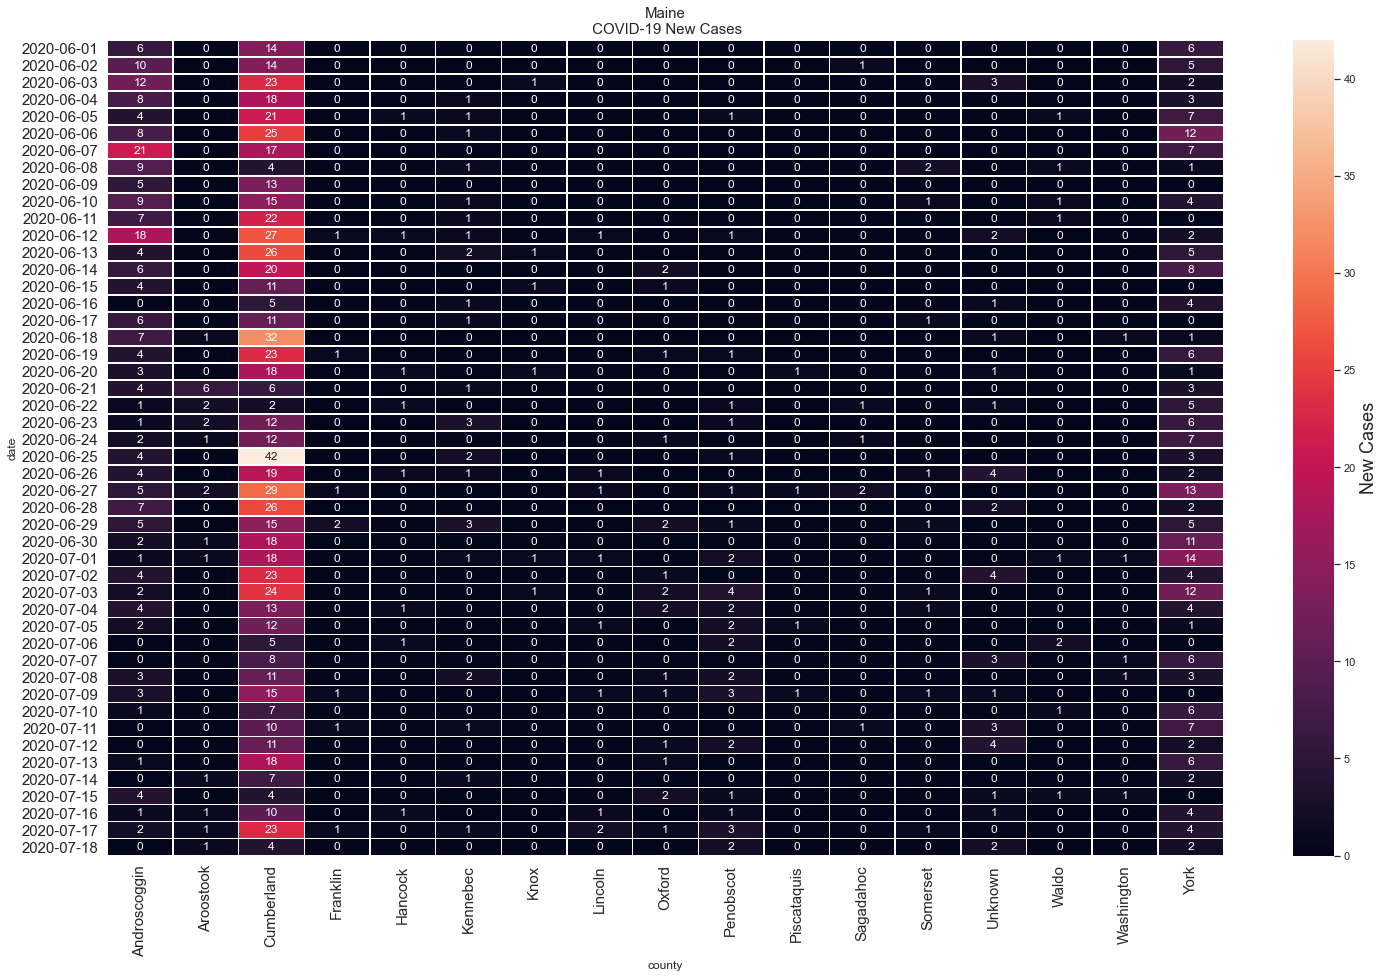 Maine
COVID-19 New Cases
2020-06-01 6 0 14 0 0 0 0 0 0 0 0 0 0 0 0 0 6
2020-06-02 10 0 14 0 0 0 0 0 0 0 0 1 0 0 0 0 5
2020-06-03 12 0 23 0 0 0 1 0 0 0 0 0 0 3 0 0 2
2020-06-04 8 0 18 0 0 1 0 0 0 0 0 0 0 0 0 0 3
2020-06-05 4 0 21 0 1 1 0 0 0 1 0 0 0 0 1 0 7
2020-06-06 8 0 25 0 0 1 0 0 0 0 0 0 0 0 0 0 12
2020-06-07 21 0 17 0 0 0 0 0 0 0 0 0 0 0 0 0 7
2020-06-08 9 0 4 0 0 1 0 0 0 0 0 0 2 0 1 0 1
2020-06-09 5 0 13 0 0 0 0 0 0 0 0 0 0 0 0 0 0
2020-06-10 9 0 15 0 0 1 0 0 0 0 0 0 1 0 1 0 4
2020-06-11 7 0 22 0 0 1 0 0 0 0 0 0 0 0 1 0 0
2020-06-12 18 0 27 1 1 1 0 1 0 1 0 0 0 2 0 0 2
2020-06-13 4 0 26 0 0 2 1 0 0 0 0 0 0 0 0 0 5
2020-06-14 6 0 20 0 0 0 0 0 2 0 0 0 0 0 0 0 8
2020-06-15 4 0 11 0 0 0 1 0 1 0 0 0 0 0 0 0 0
2020-06-16 0 0 5 0 0 1 0 0 0 0 0 0 0 1 0 0 4
2020-06-17 6 0 11 0 0 1 0 0 0 0 0 0 1 0 0 0 0
2020-06-18 7 1 32 0 0 0 0 0 0 0 0 0 0 1 0 1 1
2020-06-19 4 0 23 1 0 0 0 0 1 1 0 0 0 0 0 0 6
2020-06-20 3 0 18 0 1 0 1 0 0 0 1 0 0 1 0 0 1
2020-06-21 4 6 6 0 0 1 0 0 0 0 0 0 0 0 0 0 3
2020-06-22 1 2 2 0 1 0 0 0 0 1 0 1 0 1 0 0 5
2020-06-23 1 2 12 0 0 3 0 0 0 1 0 0 0 0 0 0 6
2020-06-24 2 1 12 0 0 0 0 0 1 0 0 1 0 0 0 0 7
2020-06-25 4 0 42 0 0 2 0 0 0 1 0 0 0 0 0 0 3
2020-06-26 4 0 19 0 1 1 0 1 0 0 0 0 1 4 0 0 2
2020-06-27 5 2 29 1 0 0 0 1 0 1 1 2 0 0 0 0 13
2020-06-28 7 0 26 0 0 0 0 0 0 0 0 0 0 2 0 0 2
2020-06-29 5 0 15 2 0 3 0 0 2 1 0 0 1 0 0 0 5
2020-06-30 2 1 18 0 0 0 0 0 0 0 0 0 0 0 0 0 11
2020-07-01 1 1 18 0 0 1 1 1 0 2 0 0 0 0 1 1 14
2020-07-02 4 0 23 0 0 0 0 0 1 0 0 0 0 4 0 0 4
2020-07-03 2 0 24 0 0 0 1 0 2 4 0 0 1 0 0 0 12
2020-07-04 4 0 13 0 1 0 0 0 2 2 0 0 1 0 0 0 4
2020-07-05 2 0 12 0 0 0 0 1 0 2 1 0 0 0 0 0 1
2020-07-06 0 0 5 0 1 0 0 0 0 2 0 0 0 0 2 0 0
2020-07-07 0 0 8 0 0 0 0 0 0 0 0 0 0 3 0 1 6
2020-07-08 3 0 11 0 0 2 0 0 1 2 0 0 0 0 0 1 3
2020-07-09 3 0 15 1 0 0 0 1 1 3 1 0 1 1 0 0 0
2020-07-10 1 0 7 0 0 0 0 0 0 0 0 0 0 0 1 0 6
2020-07-11 0 0 10 1 0 1 0 0 0 0 0 1 0 3 0 0 7
2020-07-12 0 0 11 0 0 0 0 0 1 2 0 0 0 4 0 0 2
2020-07-13 1 0 18 0 0 0 0 0 1 0 0 0 0 0 0 0 6
2020-07-14 0 1 7 0 0 1 0 0 0 0 0 0 0 0 0 0 2
2020-07-15 4 0 4 0 0 0 0 0 2 1 0 0 0 1 1 1 0
2020-07-16 1 1 10 0 1 0 0 1 0 1 0 0 0 1 0 0 4
2020-07-17 2 1 23 1 0 1 0 2 1 3 0 0 1 0 0 0 4
2020-07-18 0 1 4 0 0 0 0 0 0 2 0 0 0 2 0 0 2
date
Androscoggin
Aroostook
Cumberland
Franklin
Hancock
Kennebec
Knox
Lincoln
Oxford
Penobscot
Piscataquis
Sagadahoc
Somerset
Unknown
Waldo
Washington
York
county
40
35
30
25
20
15
10
5
0
New Cases